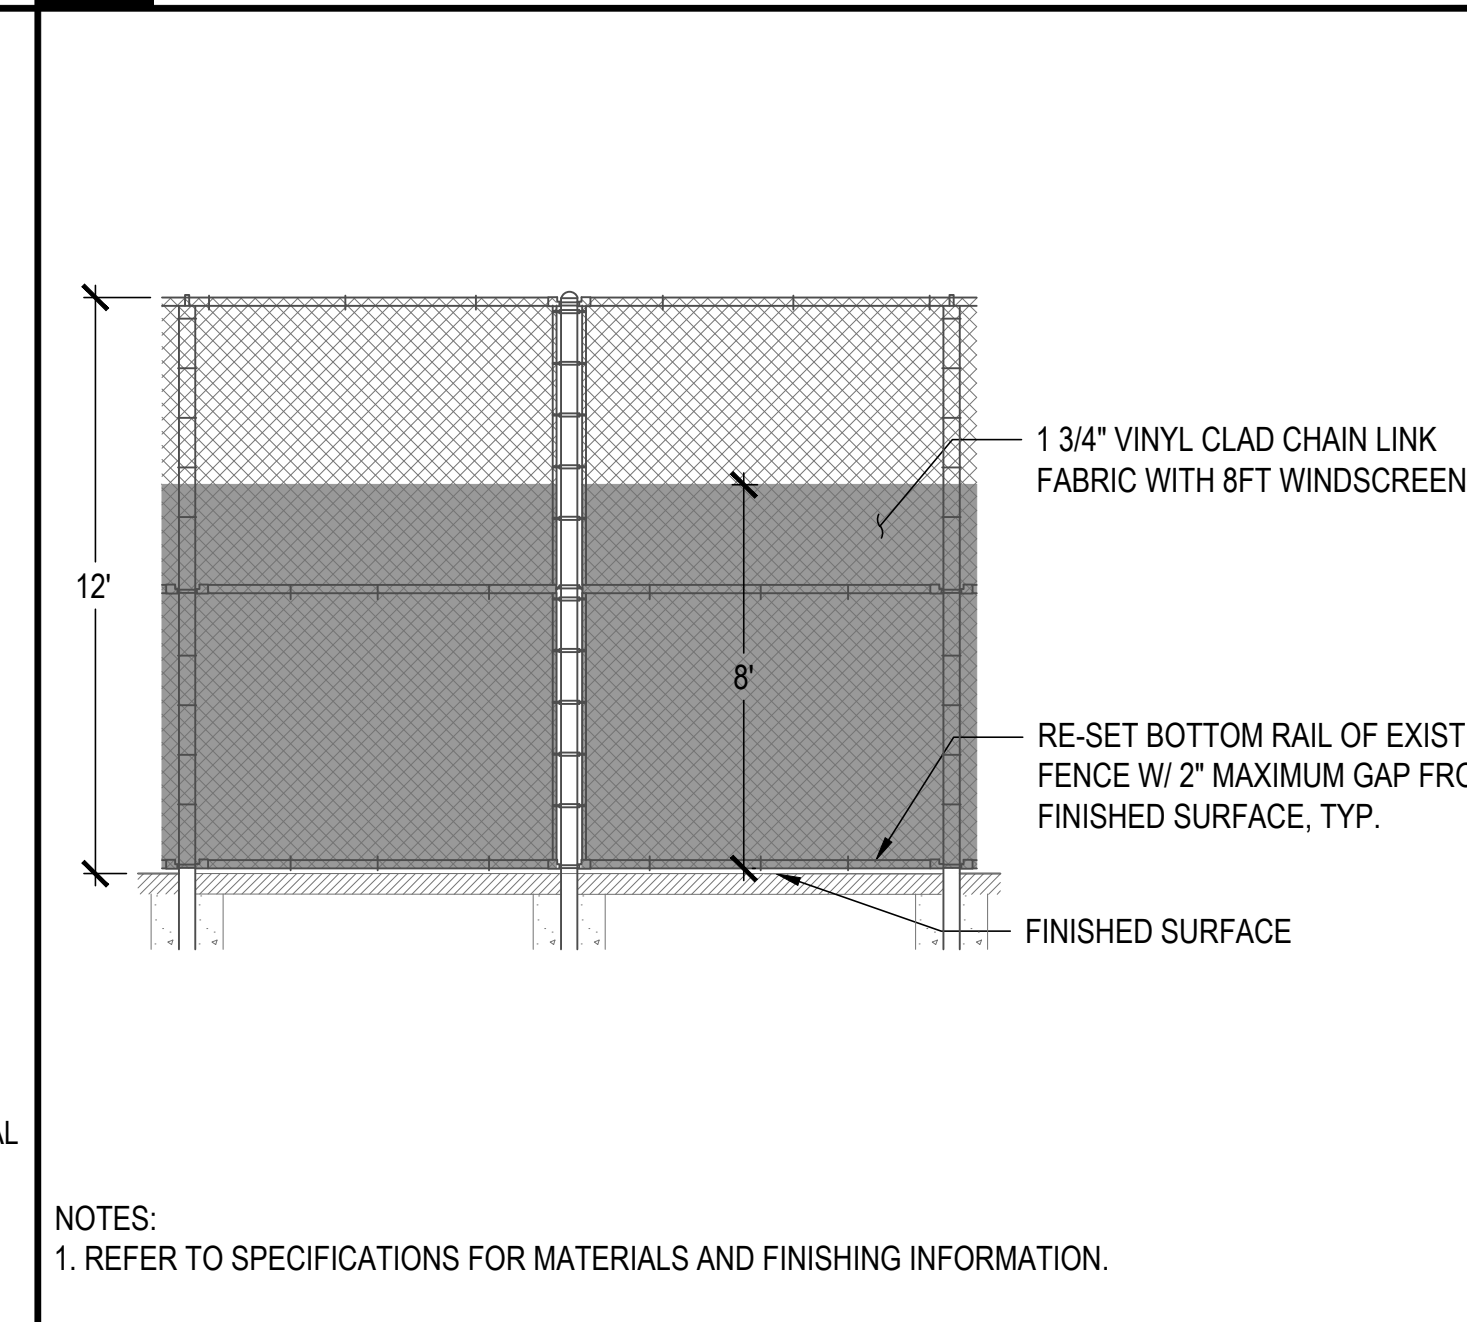 1 3/4" VINYL CLAD CHAIN LINK
FABRIC WITH 8FT WINDSCREEN
12'
8'
RE-SET BOTTOM RAIL OF EXIST
FENCE W/ 2" MAXIMUM GAP FRO
FINISHED SURFACE, TYP.
FINISHED SURFACE
AL
NOTES:
1. REFER TO SPECIFICATIONS FOR MATERIALS AND FINISHING INFORMATION.